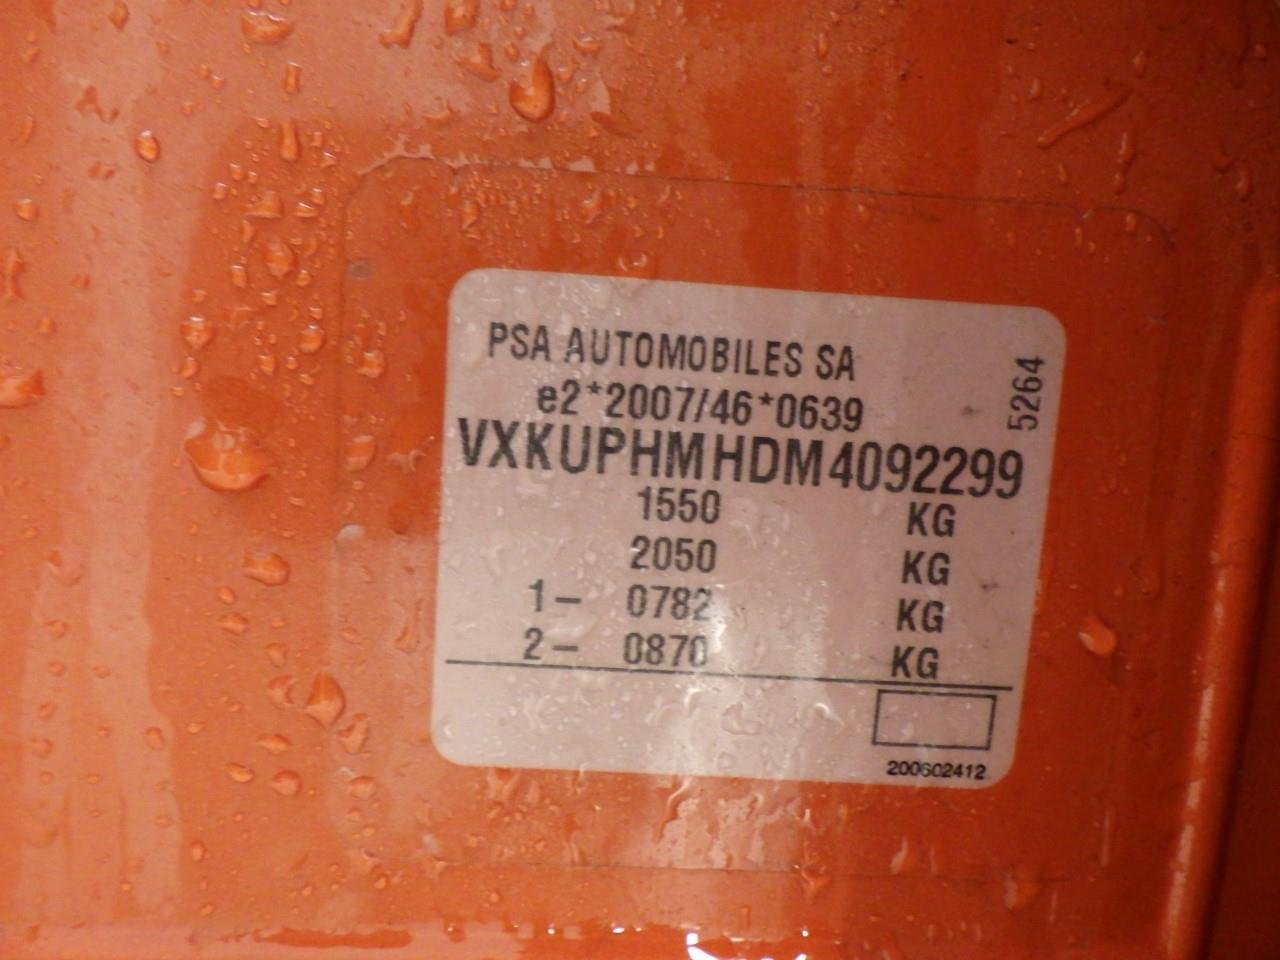 PSA AUTOMOBILES SA
e2*2007/46*0639
5264
VXKUPHMHDM4092299
1550 KG
2050 KG
1– 0782 KG
2– 0870 KG
200602412